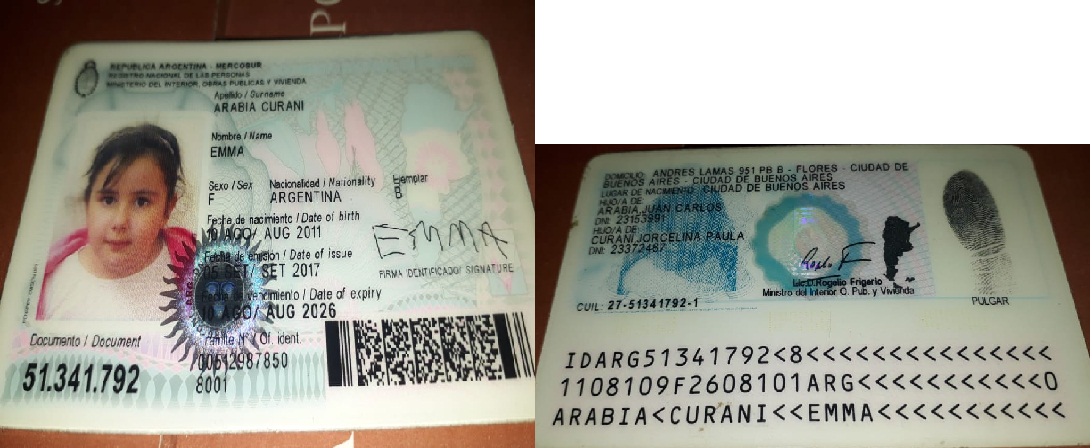 REPUBLICA ARGENTINA - MERCOSUR
REGISTRO NACIONAL DE LAS PERSONAS
MINISTERIO DEL INTERIOR, OBRAS PUBLICAS Y VIVIENDA
Apellido / Surname
ARABIA CURANI
Nombre / Name
EMMA
Sexo / Sex Nacionalidad / Nationality Ejemplar
F ARGENTINA B
Fecha de nacimiento / Date of birth
10 AGO/ AUG 2011
Fecha de emisión / Date of issue
05 SET/ SET 2017
Fecha de vencimiento / Date of expiry
10 AGO/ AUG 2026
EMMA
FIRMA IDENTIFICADO/ SIGNATURE
Documento / Document
51.341.792
Trámite N° / Of. ident.
00512987850
8001
DOMICILIO: ANDRES LAMAS 951 PB B - FLORES - CIUDAD DE
BUENOS AIRES - CIUDAD DE BUENOS AIRES
LUGAR DE NACIMIENTO: CIUDAD DE BUENOS AIRES
HIJO/A DE:
ARABIA, JUAN CARLOS
DNI:
HIJO/A DE:
CURANI, JORCELINA PAULA
DNI:
Lic. Rogelio Frigerio
Ministro del Interior, O. Pub. y Vivienda
CUIL: 27-51341792-1
PULGAR
IDARG51341792<8<<<<<<<<<<<<<<<
1108109F2608101ARG<<<<<<<<<<<0
ARABIA<CURANI<<EMMA<<<<<<<<<<<